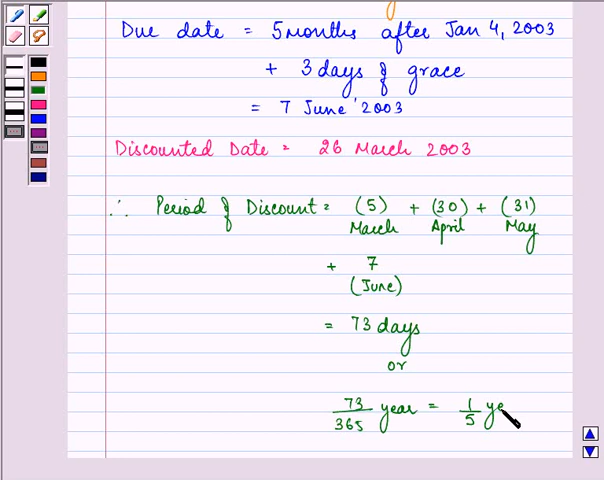 Due date = 5 months after Jan 4, 2003
+ 3 days of grace
= 7 June' 2003
Discounted Date = 26 March 2003
∴ Period of Discount = (5) + (30) + (31)
March April May
+ 7
(June)
= 73 days
or
73/365 year = 1/5 ye